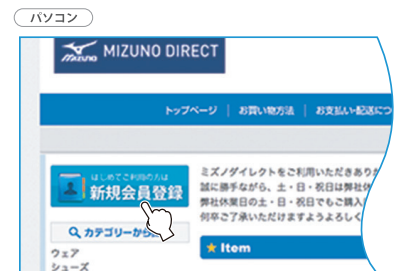 パソコン
Mizuno MIZUNO DIRECT
トップページ | お買い物方法 | お支払い・配送につ
はじめてご利用の方は
新規会員登録
カテゴリーから
ウェア
シューズ
ミズノダイレクトをご利用いただきあり
誠に勝手ながら、土・日・祝日は弊社休
弊社休業日の土・日・祝日でもご購入
何卒ご了承いただけますようよろしく
★ Item